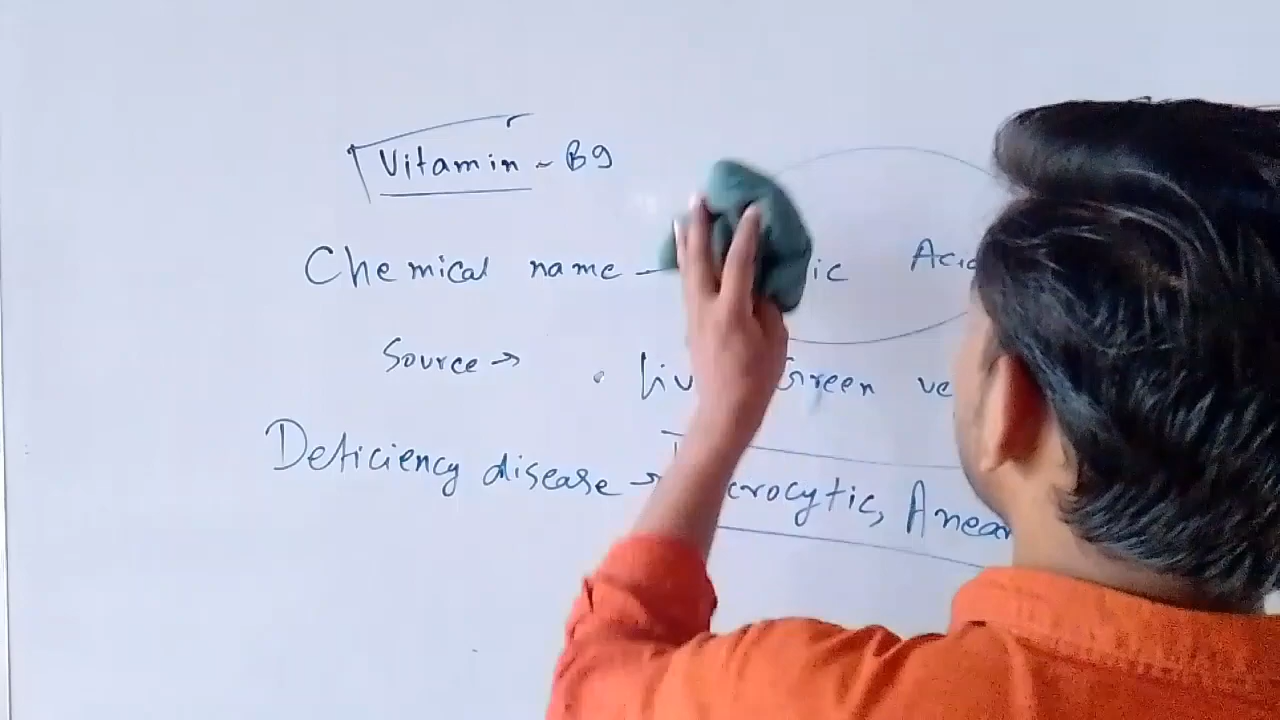 Vitamin - B9
Chemical name - ic Acid
Source → • Liv Green ve
Deficiency disease → crocytic, Anea